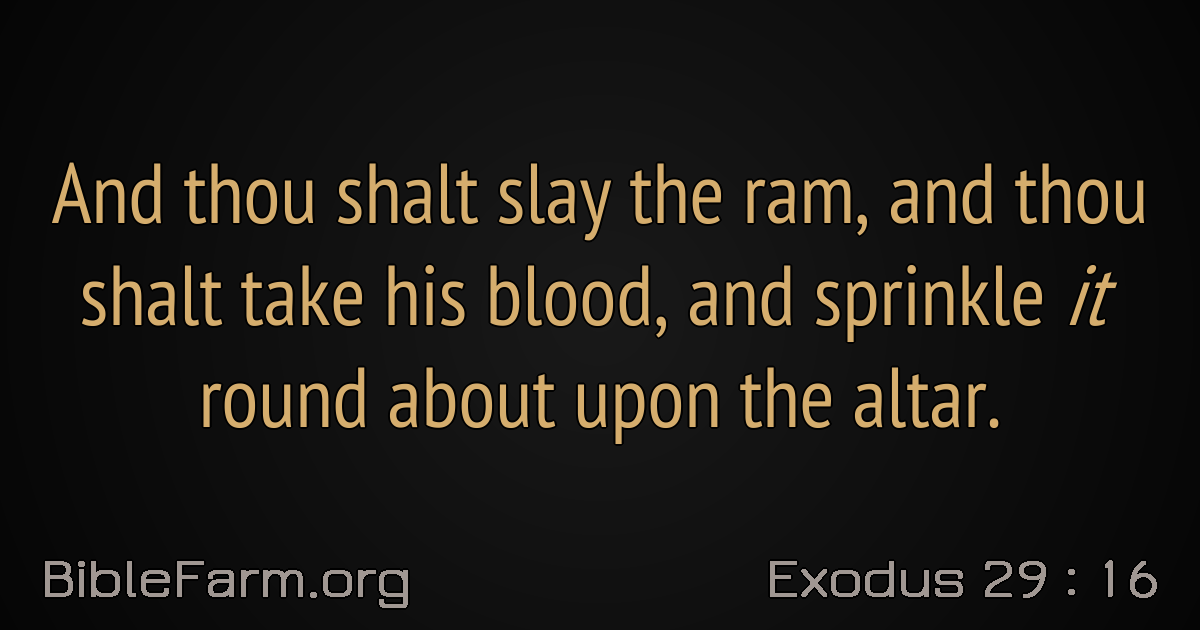 And thou shalt slay the ram, and thou
shalt take his blood, and sprinkle it
round about upon the altar.
BibleFarm.org
Exodus 29 : 16